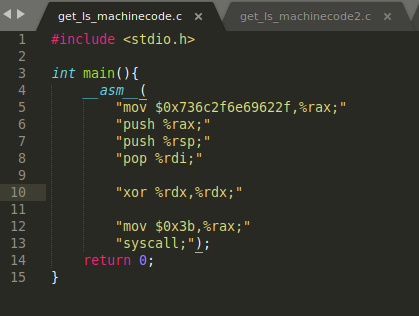 get_ls_machinecode.c × get_ls_machinecode2.c ×
1 #include <stdio.h>
2
3 int main(){
4 __asm__(
5 "mov $0x736c2f6e69622f,%rax;"
6 "push %rax;"
7 "push %rsp;"
8 "pop %rdi;"
9
10 "xor %rdx,%rdx;"
11
12 "mov $0x3b,%rax;"
13 "syscall;");
14 return 0;
15 }